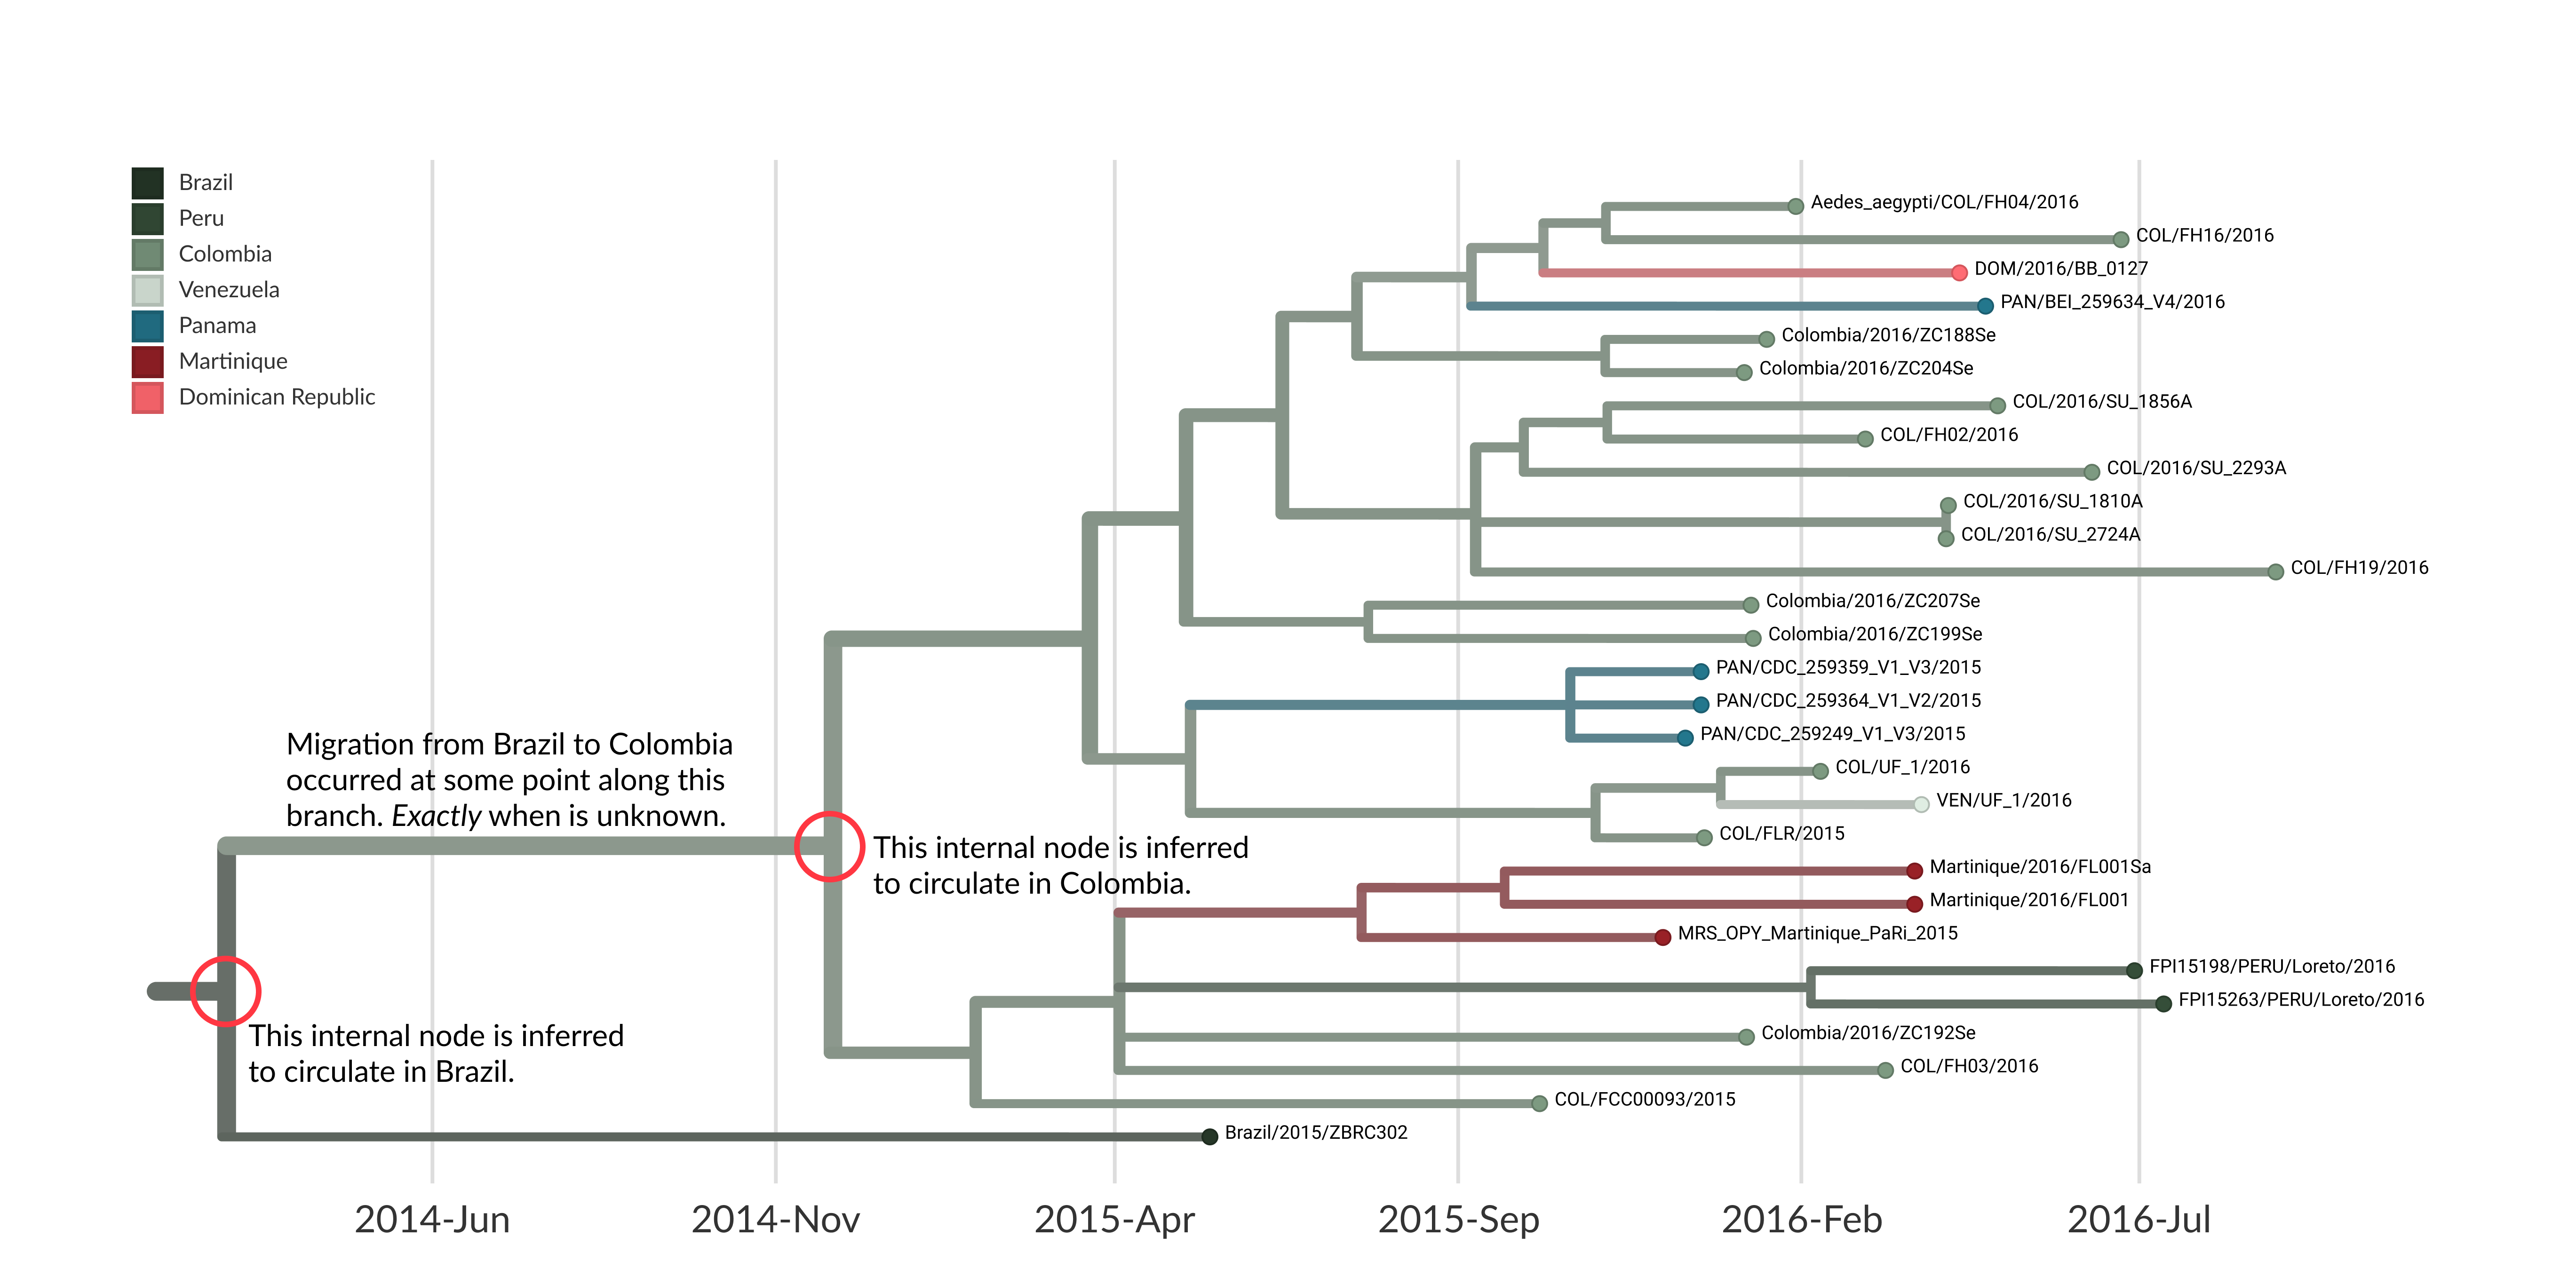 Brazil
Peru
Colombia
Venezuela
Panama
Martinique
Dominican Republic
Aedes_aegypti/COL/FH04/2016
COL/FH16/2016
DOM/2016/BB_0127
PAN/BEI_259634_V4/2016
Colombia/2016/ZC188Se
Colombia/2016/ZC204Se
COL/2016/SU_1856A
COL/FH02/2016
COL/2016/SU_2293A
COL/2016/SU_1810A
COL/2016/SU_2724A
COL/FH19/2016
Colombia/2016/ZC207Se
Colombia/2016/ZC199Se
PAN/CDC_259359_V1_V3/2015
PAN/CDC_259364_V1_V2/2015
PAN/CDC_259249_V1_V3/2015
COL/UF_1/2016
VEN/UF_1/2016
COL/FLR/2015
Martinique/2016/FL001Sa
Martinique/2016/FL001
MRS_OPY_Martinique_PaRi_2015
FPI15198/PERU/Loreto/2016
FPI15263/PERU/Loreto/2016
Colombia/2016/ZC192Se
COL/FH03/2016
COL/FCC00093/2015
Brazil/2015/ZBRC302
Migration from Brazil to Colombia
occurred at some point along this
branch. Exactly when is unknown.
This internal node is inferred
to circulate in Colombia.
This internal node is inferred
to circulate in Brazil.
2014-Jun
2014-Nov
2015-Apr
2015-Sep
2016-Feb
2016-Jul